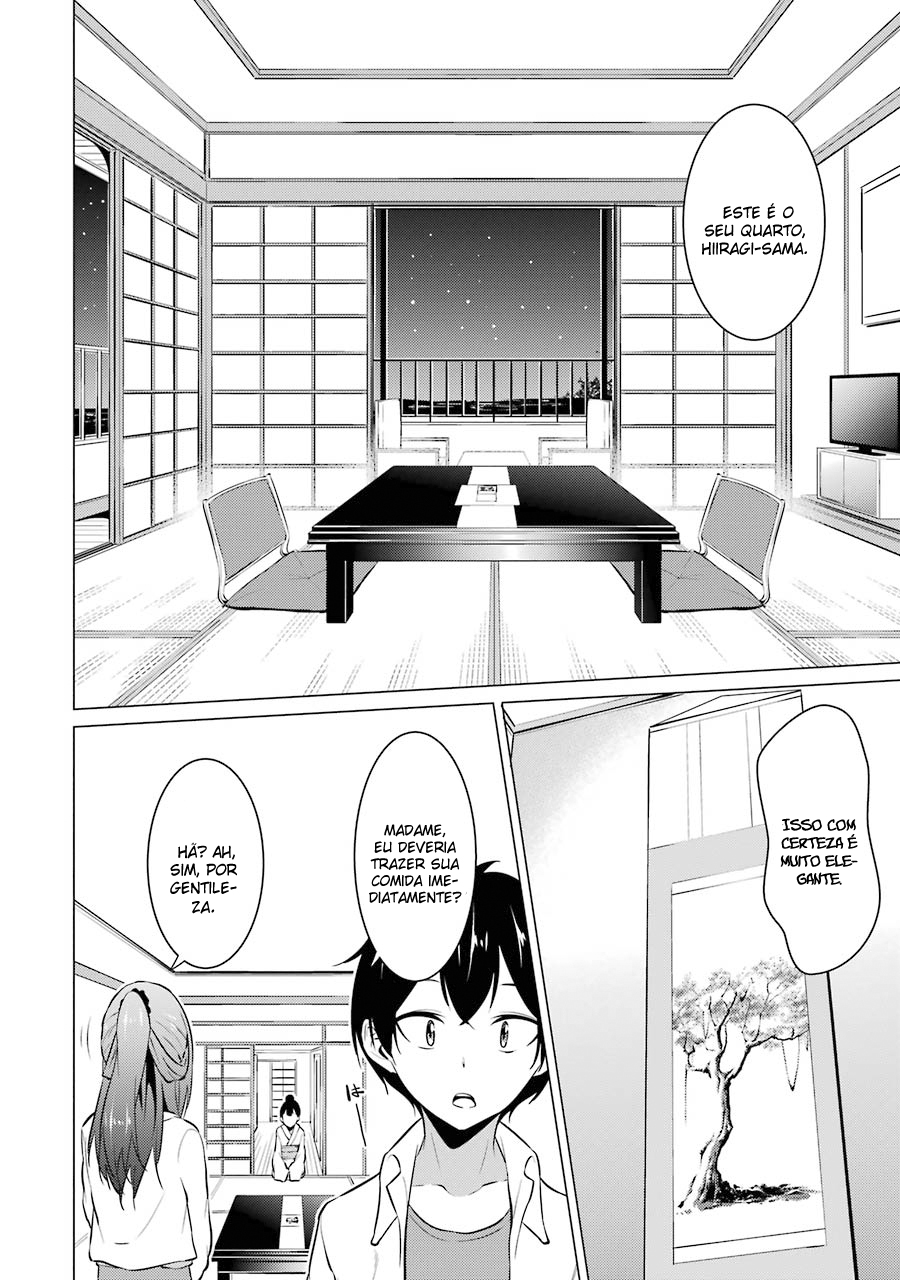 ESTE É O
SEU QUARTO,
HIIRAGI-SAMA.
ISSO COM
CERTEZA É
MUITO ELE-
GANTE.
MADAME,
EU DEVERIA
TRAZER SUA
COMIDA IME-
DIATAMENTE?
HÃ? AH,
SIM, POR
GENTILE-
ZA.
は